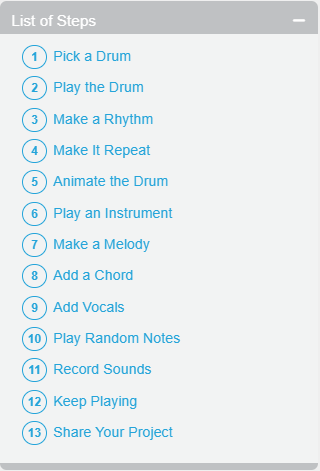 List of Steps
1 Pick a Drum
2 Play the Drum
3 Make a Rhythm
4 Make It Repeat
5 Animate the Drum
6 Play an Instrument
7 Make a Melody
8 Add a Chord
9 Add Vocals
10 Play Random Notes
11 Record Sounds
12 Keep Playing
13 Share Your Project